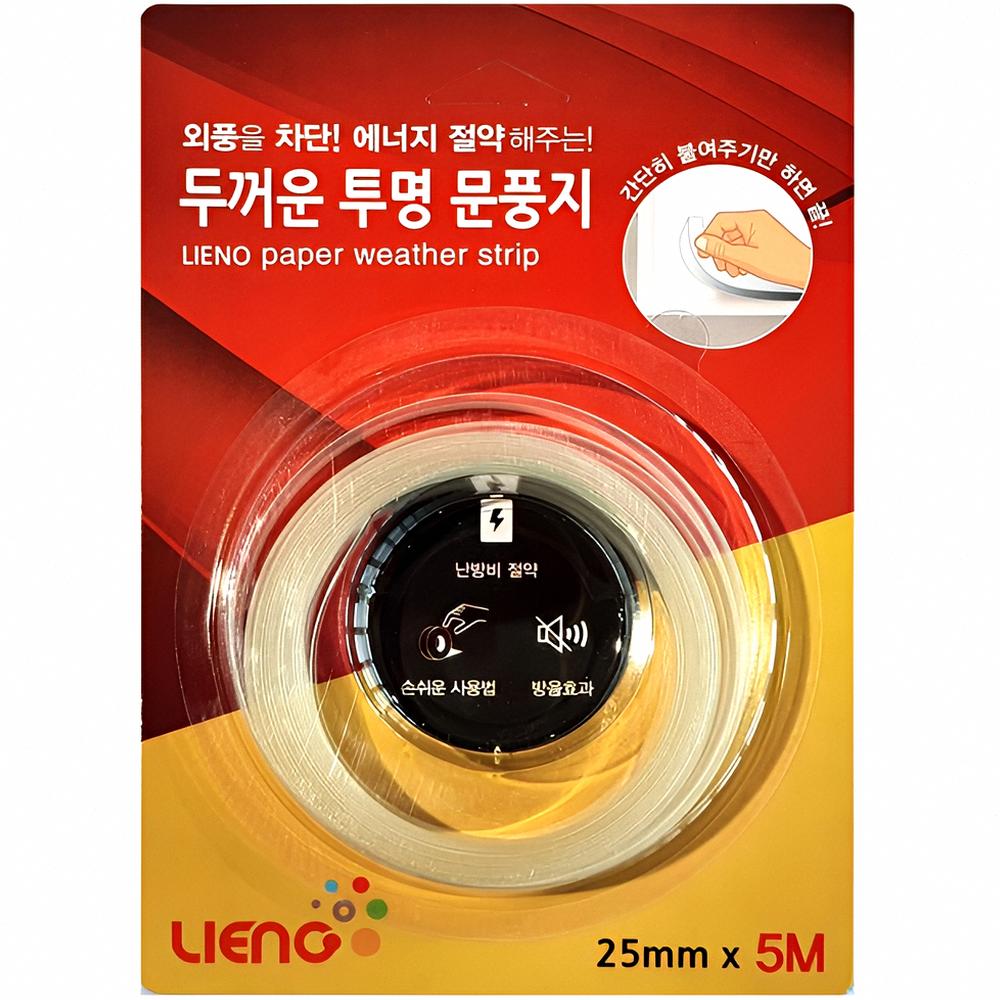 외풍을 차단! 에너지 절약해주는!
두꺼운 투명 문풍지
LIENO paper weather strip
간단히 붙여주기만 하면 끝!
난방비 절약
손쉬운 사용법
방음효과
LIENO
25mm x 5M